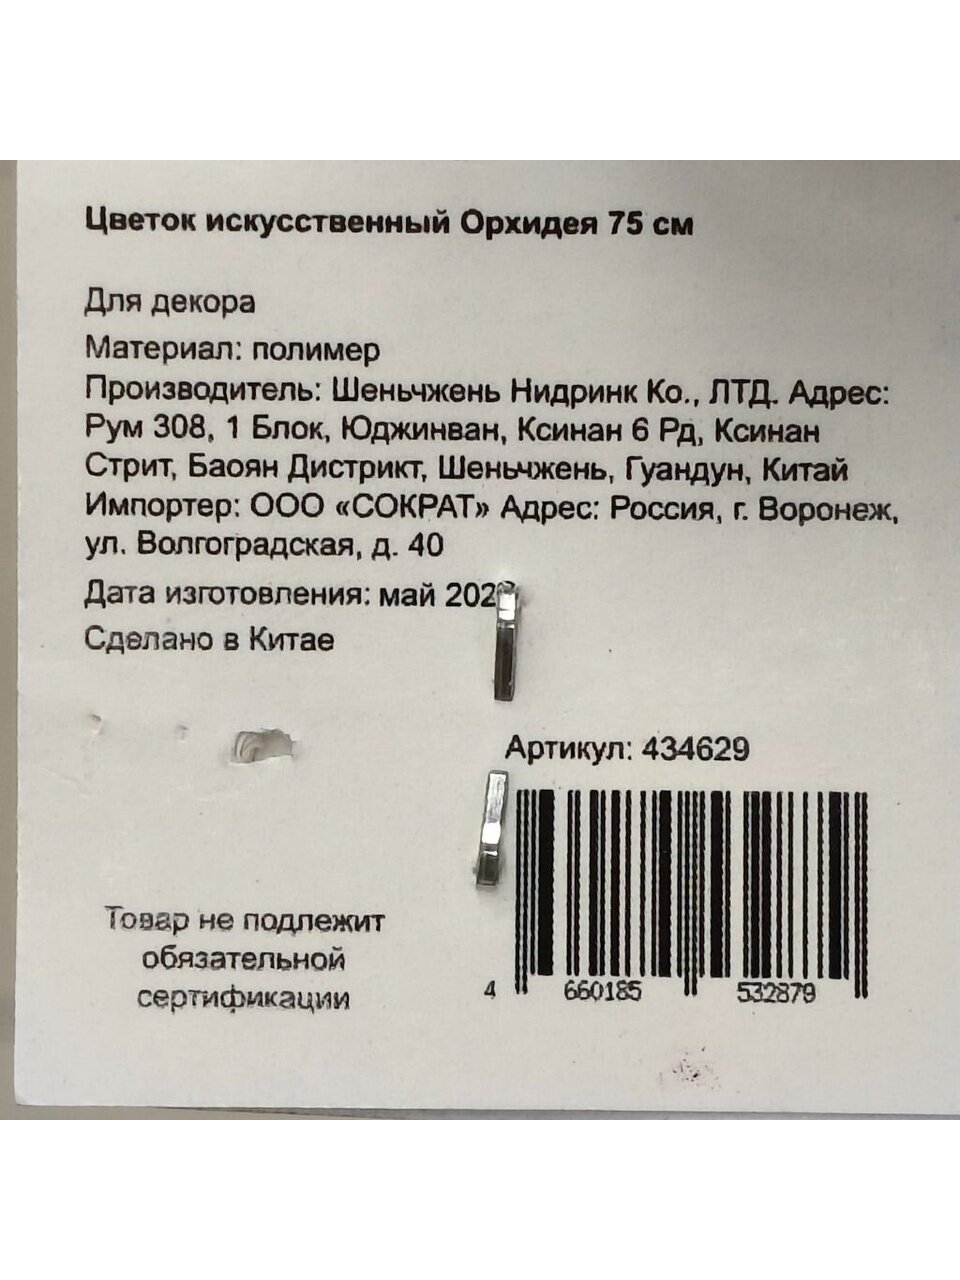 Цветок искусственный Орхидея 75 см
Для декора
Материал: полимер
Производитель: Шеньчжень Нидринк Ко., ЛТД. Адрес:
Рум 308, 1 Блок, Юджинван, Ксинан 6 Рд, Ксинан
Стрит, Баоян Дистрикт, Шеньчжень, Гуандун, Китай
Импортер: ООО «СОКРАТ» Адрес: Россия, г. Воронеж,
ул. Волгоградская, д. 40
Дата изготовления: май
Сделано в Китае
Артикул: 434629
4 660185 532879
Товар не подлежит
обязательной
сертификации